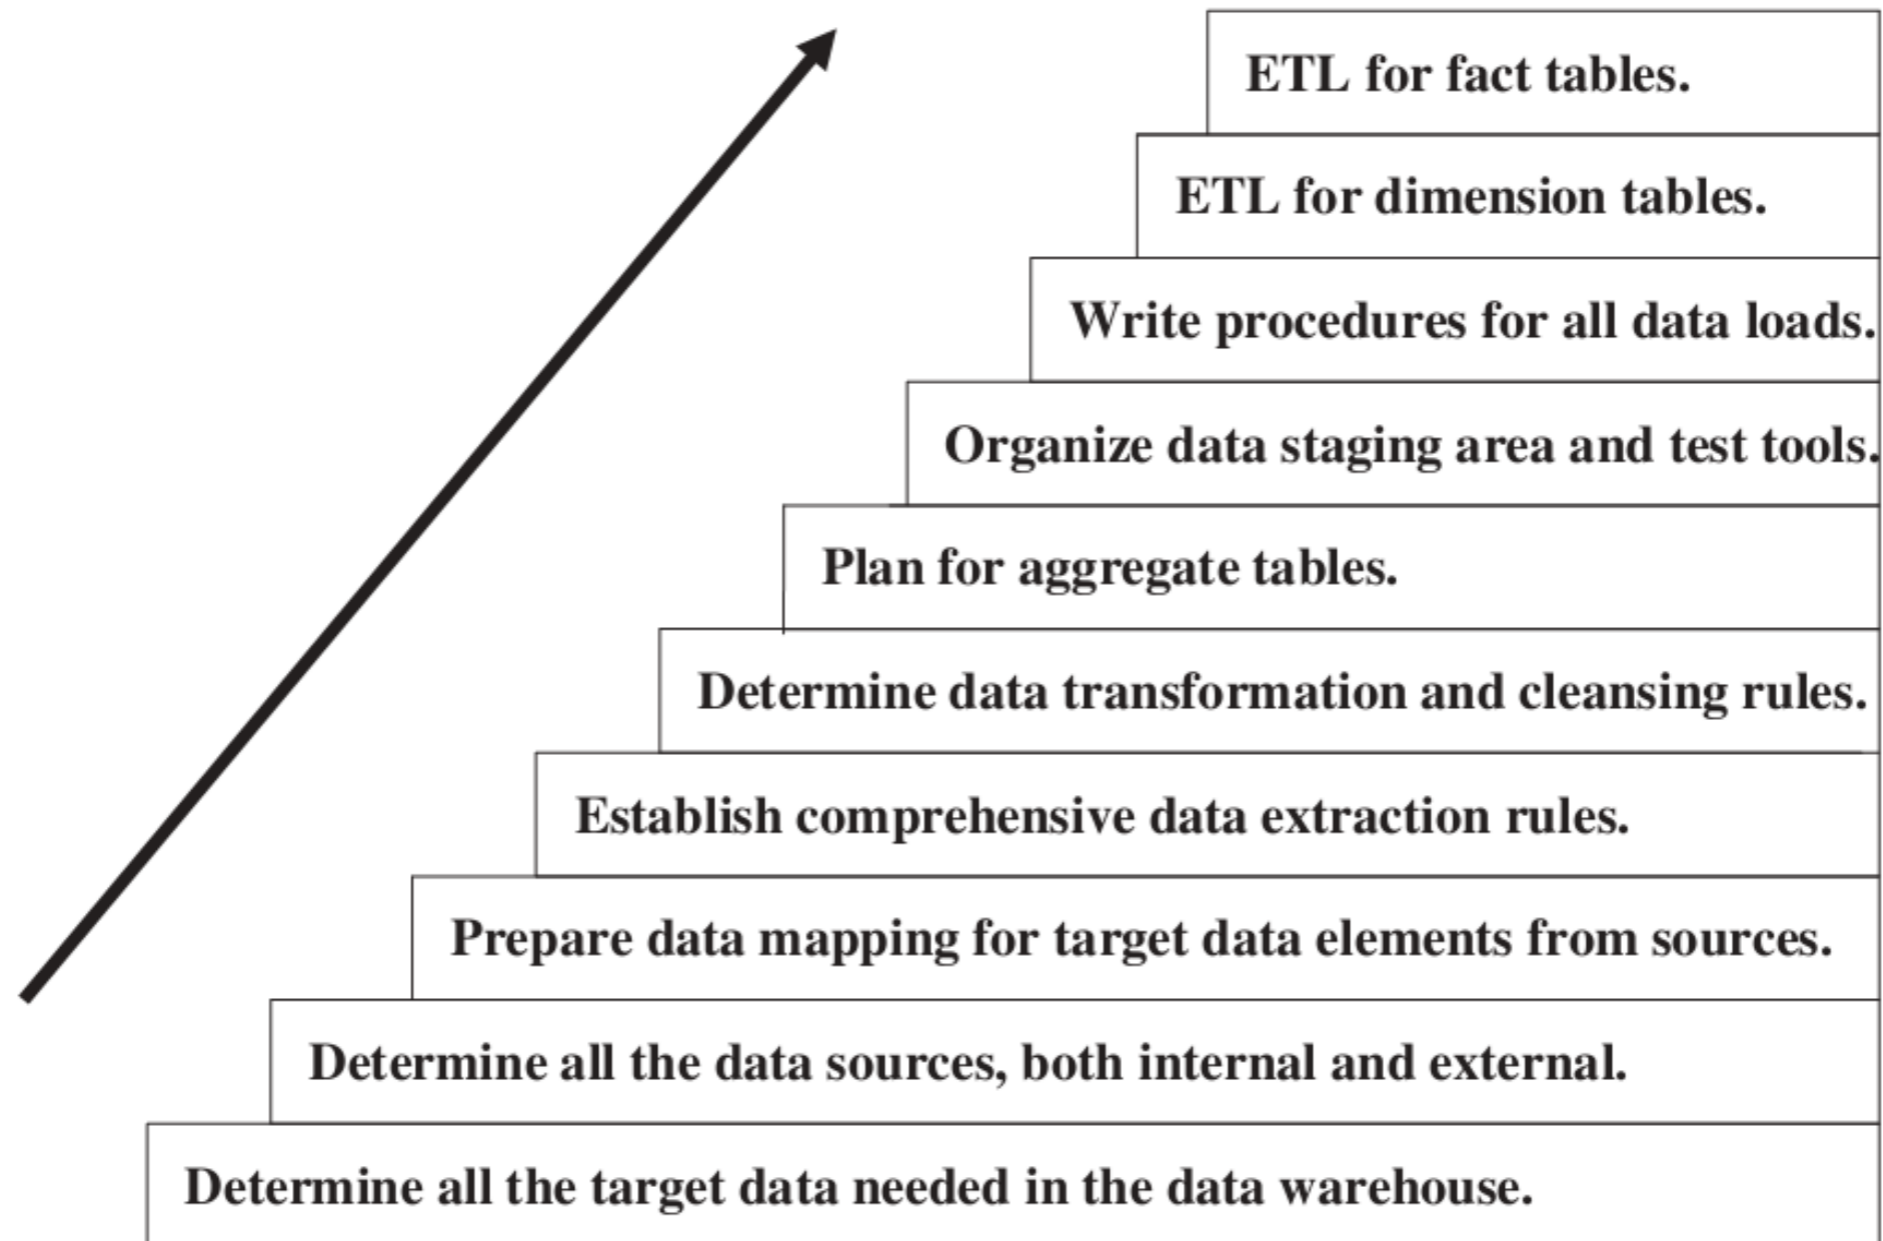 ETL for fact tables.
ETL for dimension tables.
Write procedures for all data loads.
Organize data staging area and test tools.
Plan for aggregate tables.
Determine data transformation and cleansing rules.
Establish comprehensive data extraction rules.
Prepare data mapping for target data elements from sources.
Determine all the data sources, both internal and external.
Determine all the target data needed in the data warehouse.